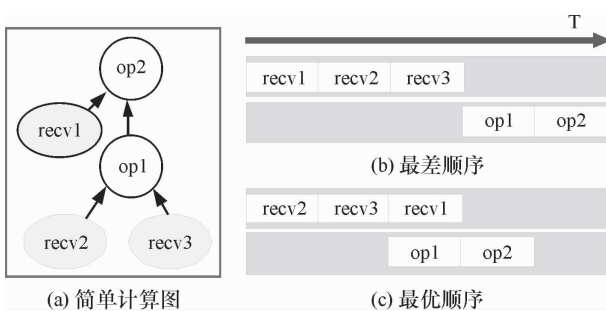 op2
recv1
op1
recv2 recv3
(a) 简单计算图
T
recv1 recv2 recv3
op1 op2
(b) 最差顺序
recv2 recv3 recv1
op1 op2
(c) 最优顺序